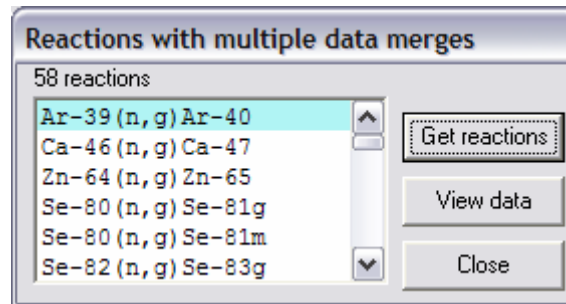 Reactions with multiple data merges
58 reactions
Ar-39(n,g)Ar-40
Ca-46(n,g)Ca-47
Zn-64(n,g)Zn-65
Se-80(n,g)Se-81g
Se-80(n,g)Se-81m
Se-82(n,g)Se-83g
Get reactions
View data
Close